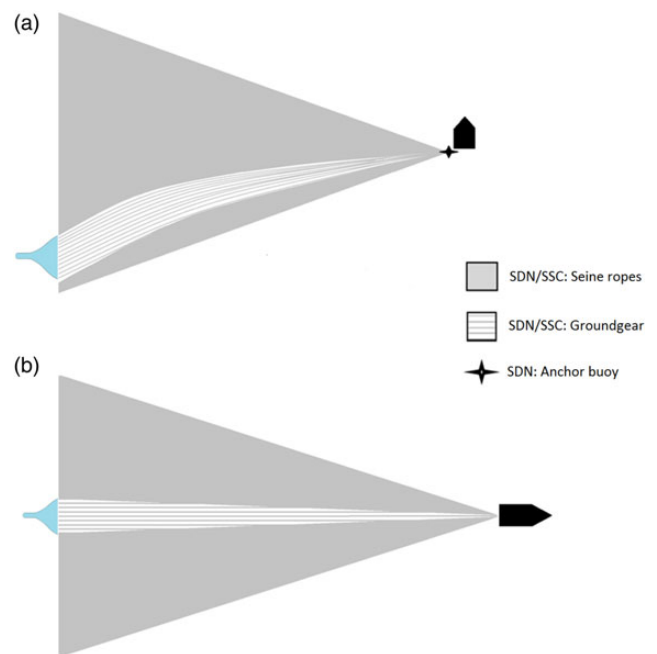 (a)
SDN/SSC: Seine ropes
SDN/SSC: Groundgear
SDN: Anchor buoy
(b)